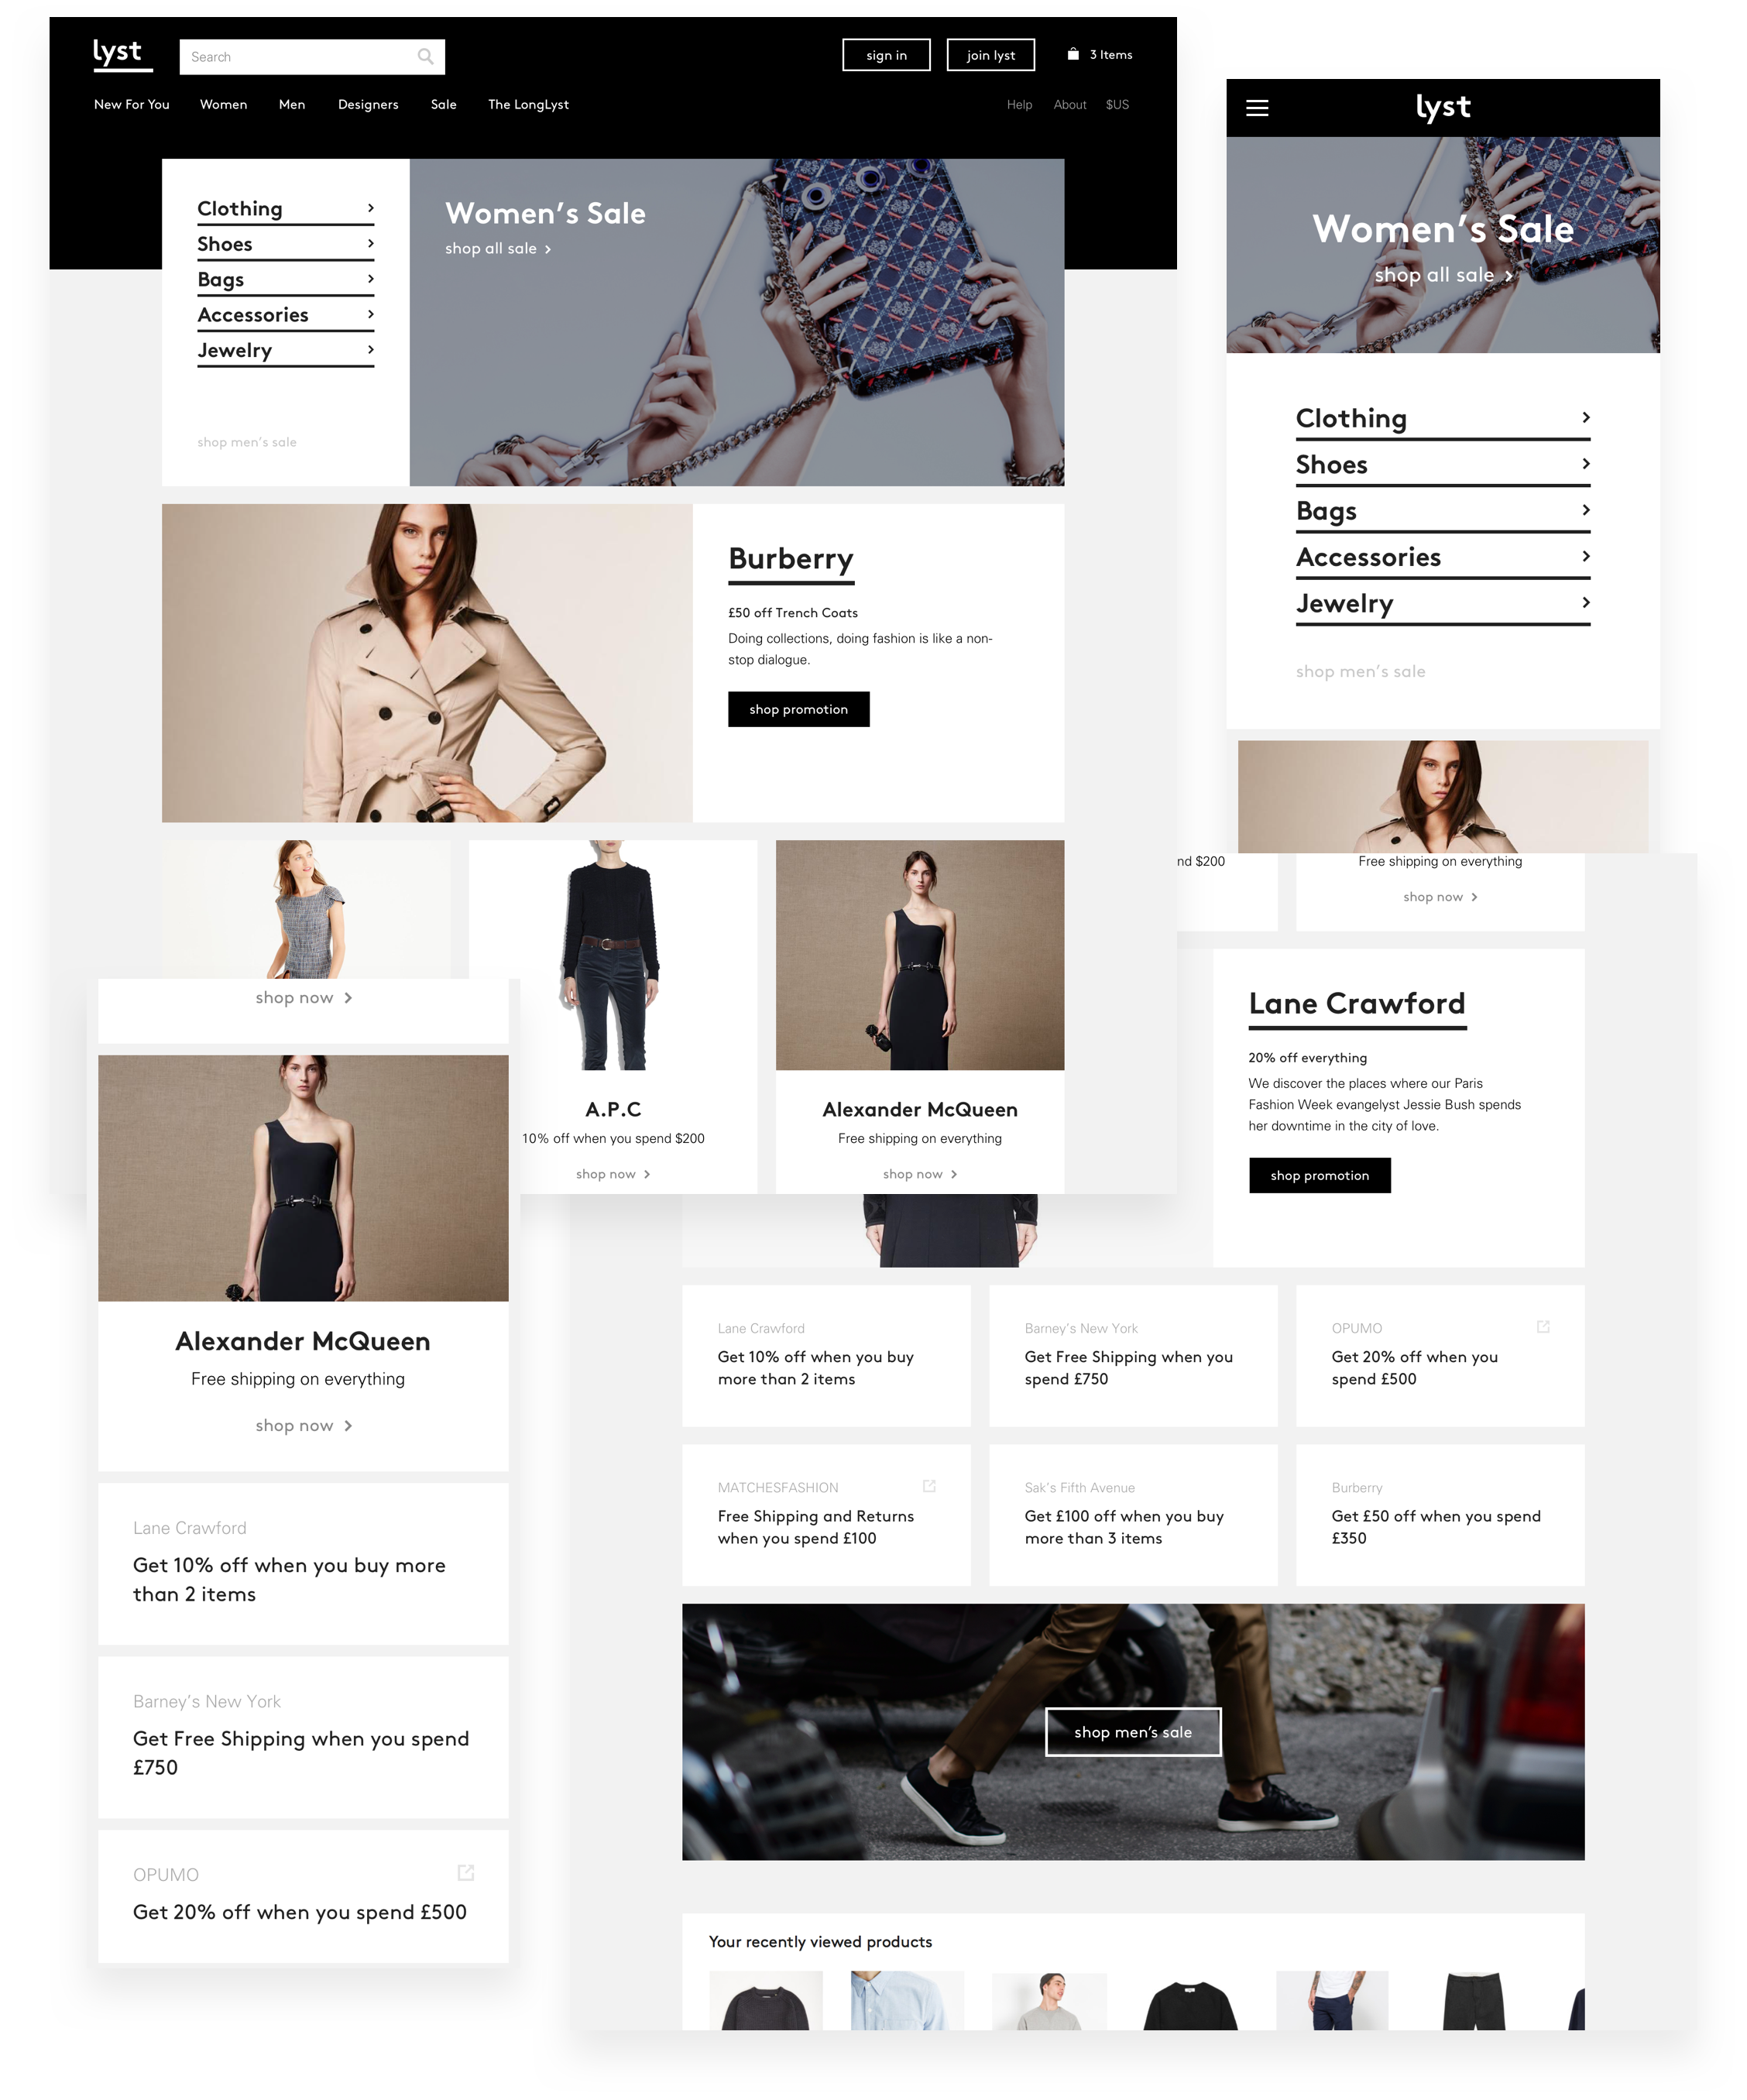 lyst
Search
sign in
join lyst
3 Items
New For You
Women
Men
Designers
Sale
The LongLyst
Help
About
$US
Clothing
Shoes
Bags
Accessories
Jewelry
shop men's sale
Women's Sale
shop all sale
Burberry
£50 off Trench Coats
Doing collections, doing fashion is like a non-
stop dialogue.
shop promotion
A.P.C
10% off when you spend $200
shop now
Alexander McQueen
Free shipping on everything
shop now
lyst
Women's Sale
shop all sale
Clothing
Shoes
Bags
Accessories
Jewelry
shop men's sale
shop now
Alexander McQueen
Free shipping on everything
shop now
Lane Crawford
Get 10% off when you buy more
than 2 items
Barney's New York
Get Free Shipping when you spend
£750
OPUMO
Get 20% off when you spend £500
nd $200
Free shipping on everything
shop now
Lane Crawford
20% off everything
We discover the places where our Paris
Fashion Week evangelyst Jessie Bush spends
her downtime in the city of love.
shop promotion
Lane Crawford
Get 10% off when you buy
more than 2 items
Barney's New York
Get Free Shipping when you
spend £750
OPUMO
Get 20% off when you
spend £500
MATCHESFASHION
Free Shipping and Returns
when you spend £100
Sak's Fifth Avenue
Get £100 off when you buy
more than 3 items
Burberry
Get £50 off when you spend
£350
shop men's sale
Your recently viewed products